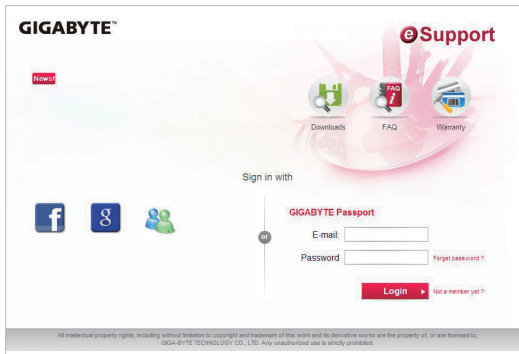 GIGABYTE™
eSupport
News!
FAQ
Downloads
FAQ
Warranty
Sign in with
f
g
or
GIGABYTE Passport
E-mail:
Password
Forget password ?
Login
Not a member yet ?
All intellectual property rights, including without limitation to copyright and trademark of this work and its derivative works are the property of, or are licensed to,
GIGA-BYTE TECHNOLOGY CO., LTD. Any unauthorized use is strictly prohibited.